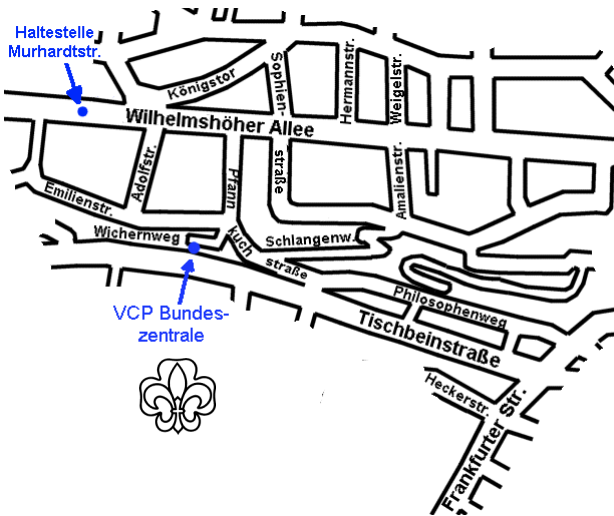 Haltestelle
Murhardtstr.
Königstor
Sophien-
straße
Hermannstr.
Weigelstr.
Wilhelmshöher Allee
Adolfstr.
Pfann
kuch
straße
Amalienstr.
Emilienstr.
Wichernweg
Schlangenw.
VCP Bundes-
zentrale
Philosophenweg
Tischbeinstraße
Heckerstr.
Frankfurter Str.